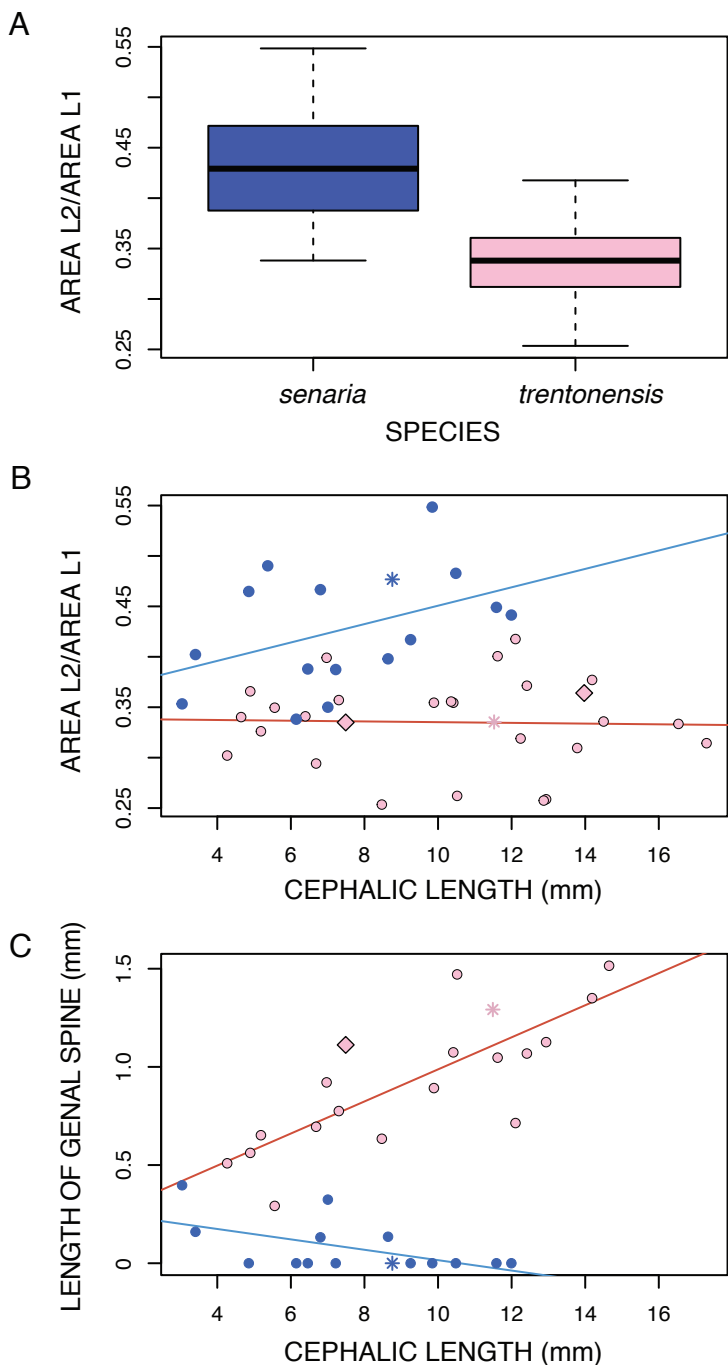 A
AREA L2/AREA L1
0.55
0.45
0.35
0.25
senaria trentonensis
SPECIES
B
AREA L2/AREA L1
0.55
0.45
0.35
0.25
4 6 8 10 12 14 16
CEPHALIC LENGTH (mm)
C
LENGTH OF GENAL SPINE (mm)
1.5
1.0
0.5
0
4 6 8 10 12 14 16
CEPHALIC LENGTH (mm)